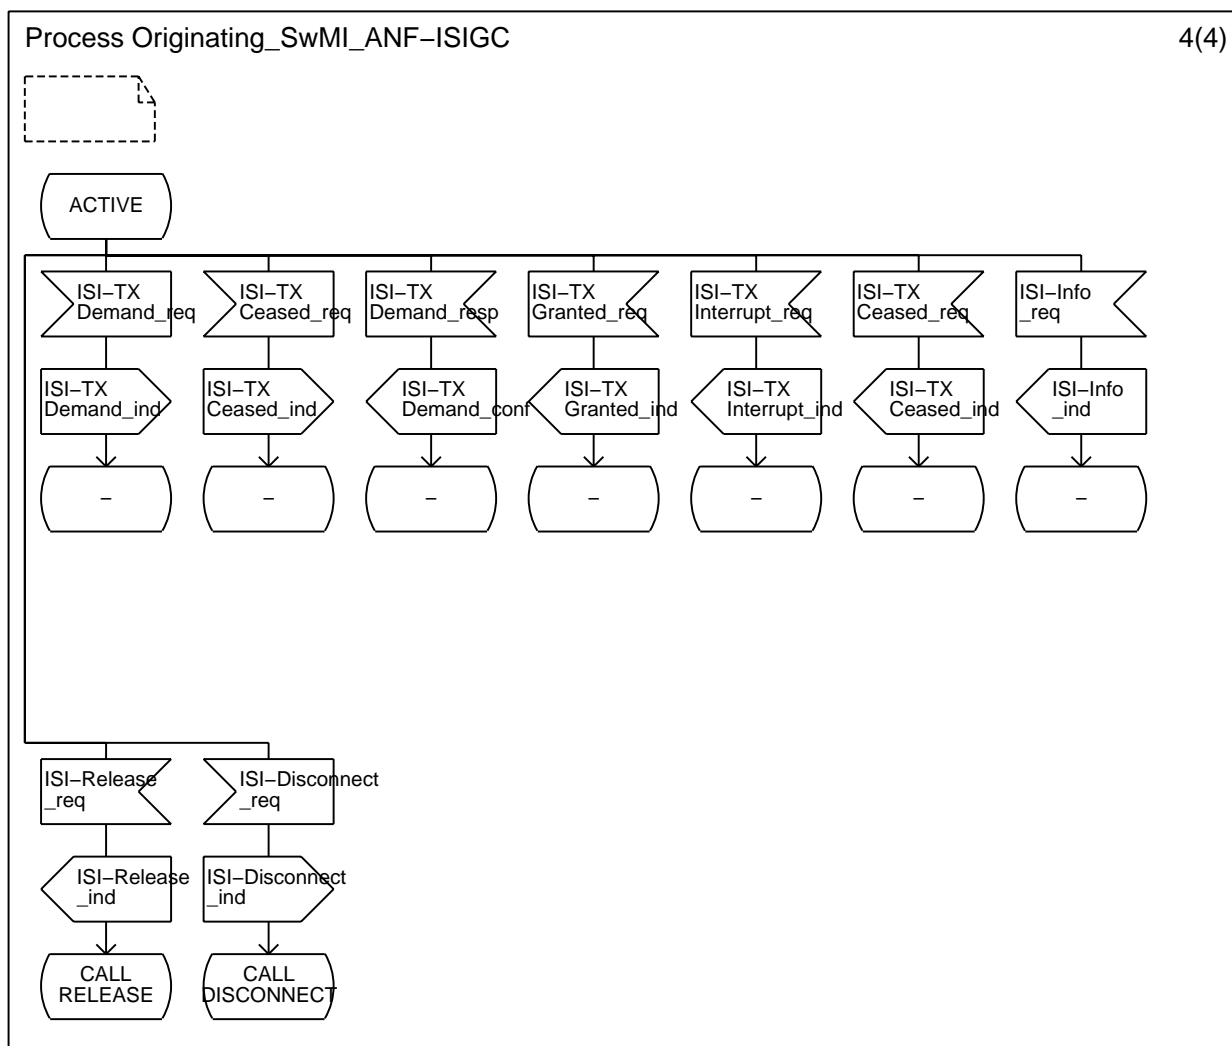 Process Originating_SwMI_ANF−ISIGC
4(4)
ACTIVE
ISI−TX
Demand_req
ISI−TX
Ceased_req
ISI−TX
Demand_resp
ISI−TX
Granted_req
ISI−TX
Interrupt_req
ISI−TX
Ceased_req
ISI−Info
_req
ISI−TX
Demand_ind
ISI−TX
Ceased_ind
ISI−TX
Demand_conf
ISI−TX
Granted_ind
ISI−TX
Interrupt_ind
ISI−TX
Ceased_ind
ISI−Info
_ind
−
−
−
−
−
−
−
ISI−Release
_req
ISI−Disconnect
_req
ISI−Release
_ind
ISI−Disconnect
_ind
CALL
RELEASE
CALL
DISCONNECT